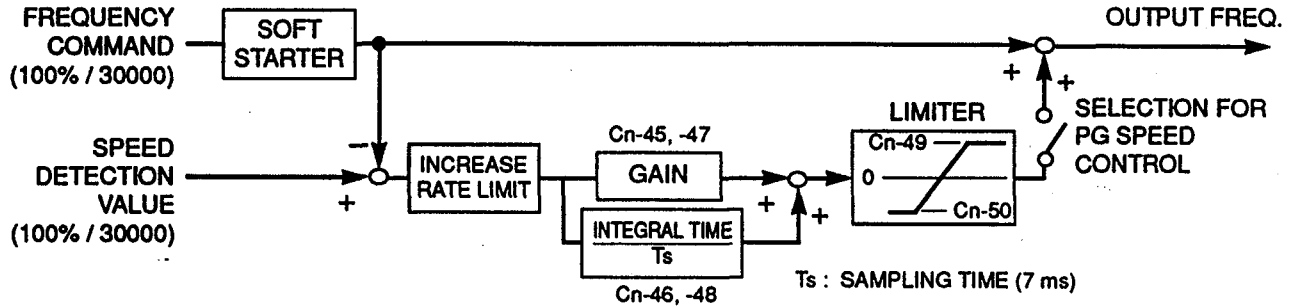 FREQUENCY
COMMAND
(100% / 30000)
SOFT
STARTER
OUTPUT FREQ.
+
+
SELECTION FOR
PG SPEED
CONTROL
LIMITER
Cn-49
0
Cn-50
SPEED
DETECTION
VALUE
(100% / 30000)
−
+
INCREASE
RATE LIMIT
Cn-45, -47
GAIN
+
+
INTEGRAL TIME
Ts
Cn-46, -48
Ts : SAMPLING TIME (7 ms)